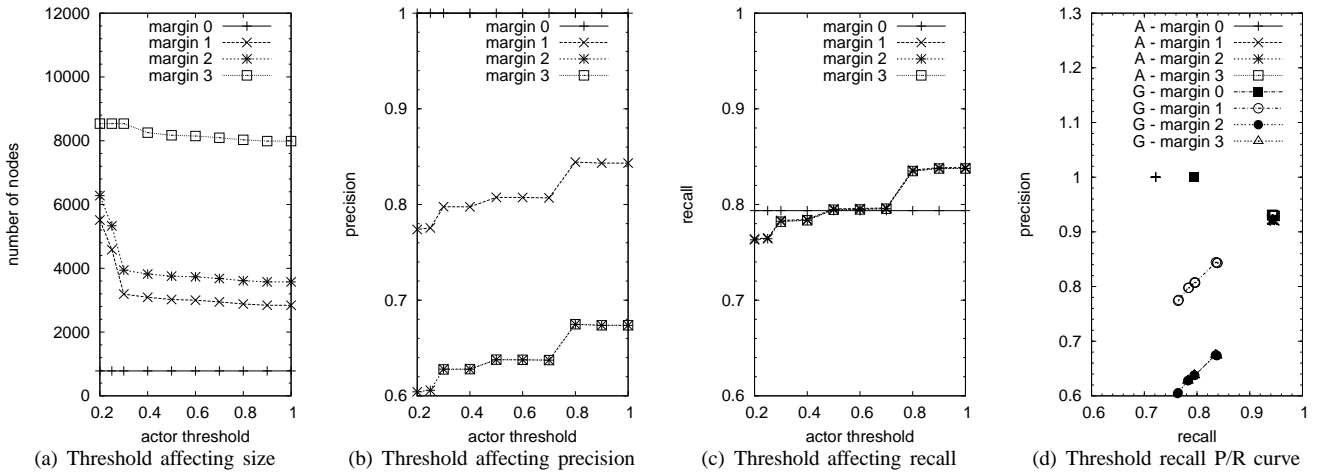 number of nodes
12000
10000
8000
6000
4000
2000
0
margin 0
margin 1
margin 2
margin 3
0.2 0.4 0.6 0.8 1
actor threshold
(a) Threshold affecting size
precision
1
0.9
0.8
0.7
0.6
margin 0
margin 1
margin 2
margin 3
0.2 0.4 0.6 0.8 1
actor threshold
(b) Threshold affecting precision
recall
1
0.9
0.8
0.7
0.6
margin 0
margin 1
margin 2
margin 3
0.2 0.4 0.6 0.8 1
actor threshold
(c) Threshold affecting recall
precision
1.3
1.2
1.1
1
0.9
0.8
0.7
0.6
A - margin 0
A - margin 1
A - margin 2
A - margin 3
G - margin 0
G - margin 1
G - margin 2
G - margin 3
0.6 0.7 0.8 0.9 1
recall
(d) Threshold recall P/R curve